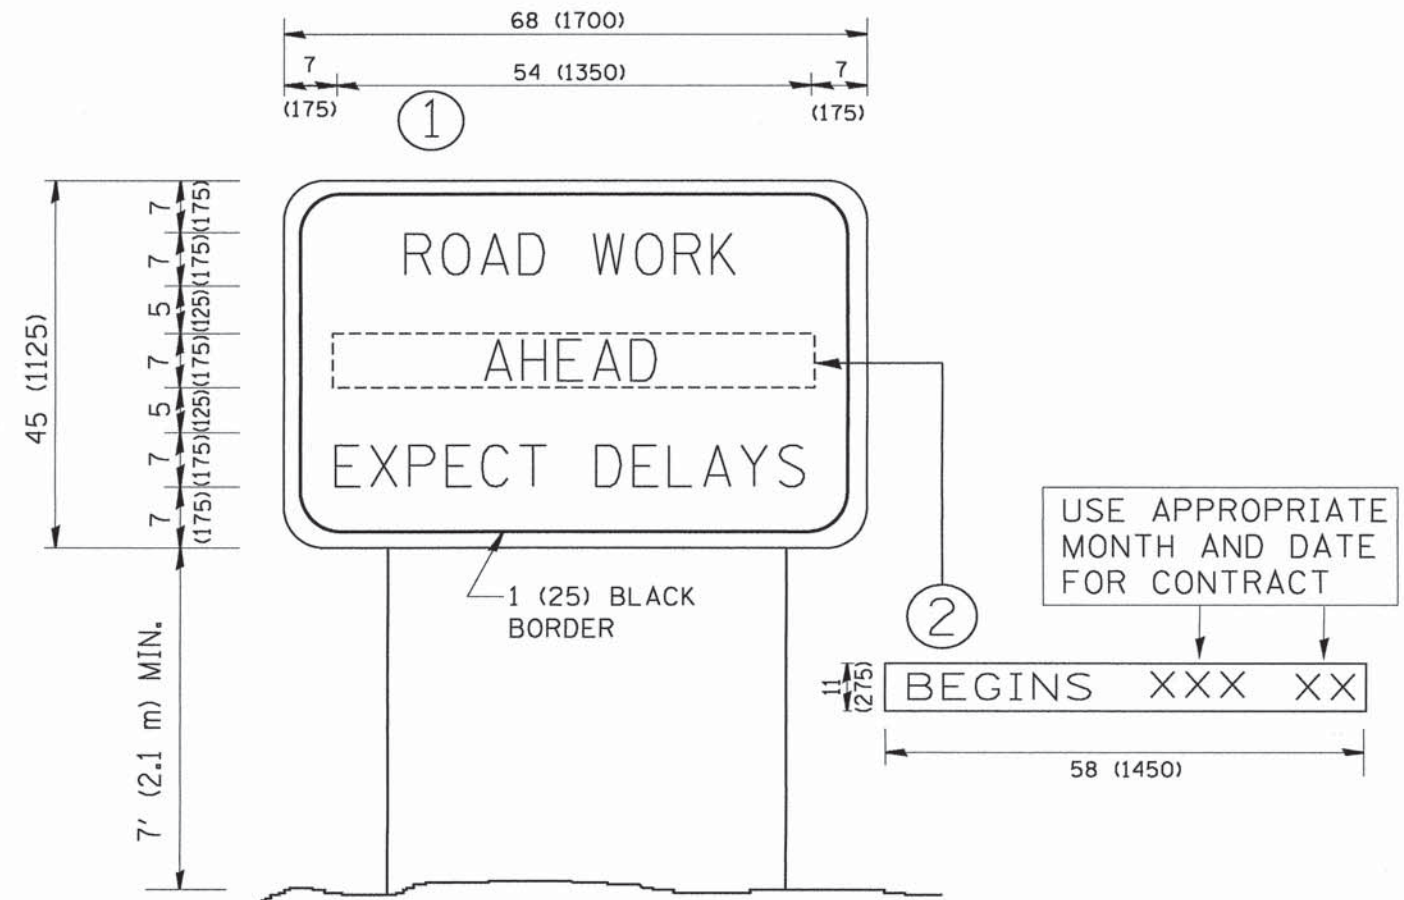 68 (1700)
7
54 (1350)
7
(175)
(175)
1
45 (1125)
7
(175)
7
(175)
5
(125)
7
(175)
5
(125)
7
(175)
7
(175)
ROAD WORK
AHEAD
EXPECT DELAYS
1 (25) BLACK
BORDER
7' (2.1 m) MIN.
USE APPROPRIATE
MONTH AND DATE
FOR CONTRACT
2
11
(275)
BEGINS XXX XX
58 (1450)